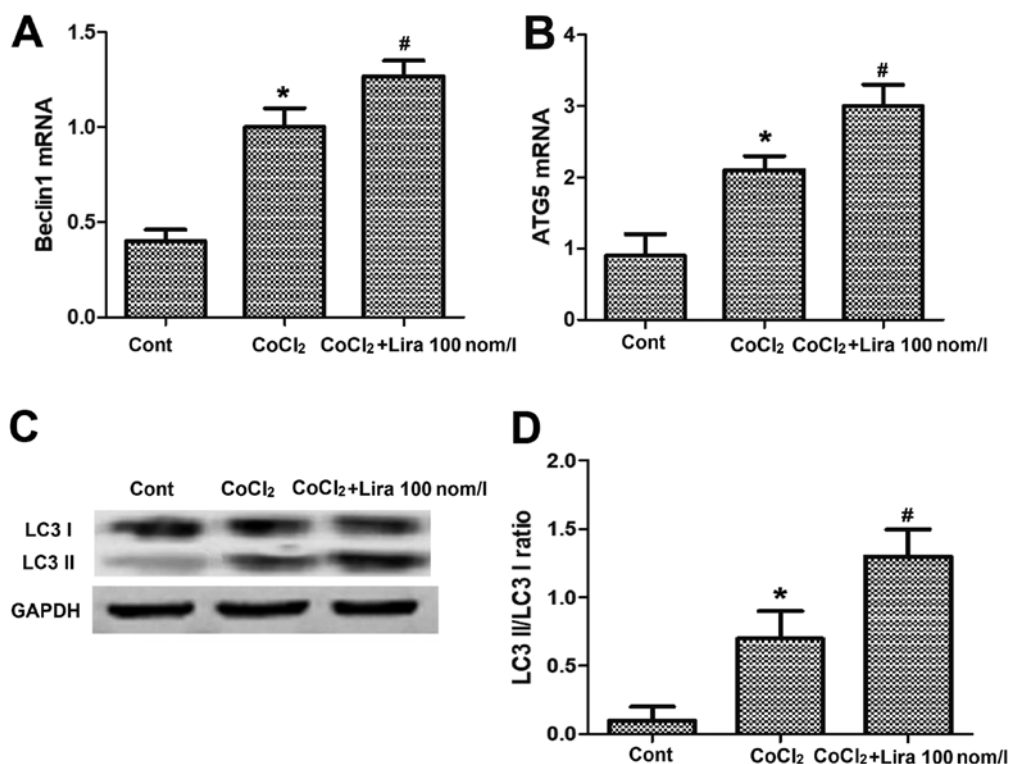 A
Beclin1 mRNA
1.5
1.0
0.5
0.0
*
#
Cont
CoCl₂
CoCl₂+Lira 100 nom/l
B
ATG5 mRNA
4
3
2
1
0
*
#
Cont
CoCl₂
CoCl₂+Lira 100 nom/l
C
Cont
CoCl₂
CoCl₂+Lira 100 nom/l
LC3 I
LC3 II
GAPDH
D
LC3 II/LC3 I ratio
2.0
1.5
1.0
0.5
0.0
*
#
Cont
CoCl₂
CoCl₂+Lira 100 nom/l